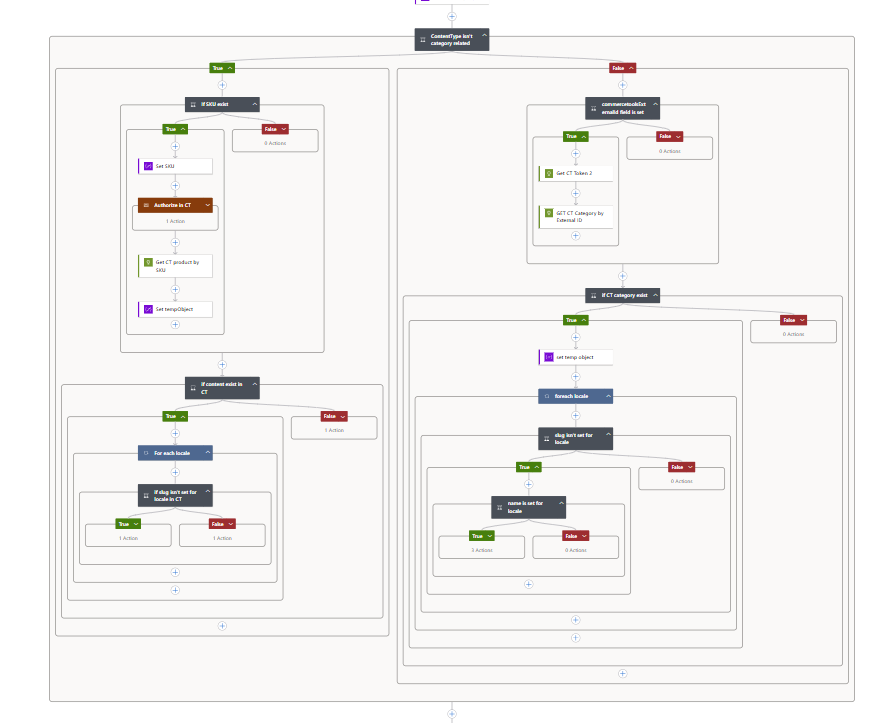 ContentType isn't
category related
True
False
If SKU exist
True
False
0 Actions
Set SKU
Authorize in CT
1 Action
Get CT product by
SKU
Set tempObject
If content exist in
CT
True
False
1 Action
For each locale
If slug isn't set for
locale in CT
True
False
1 Action
1 Action
commercetoolsExt
ernalId field is set
True
False
0 Actions
Get CT Token 2
GET CT Category by
External ID
If CT category exist
True
False
0 Actions
set temp object
foreach locale
slug isn't set for
locale
True
False
0 Actions
name is set for
locale
True
False
3 Actions
0 Actions